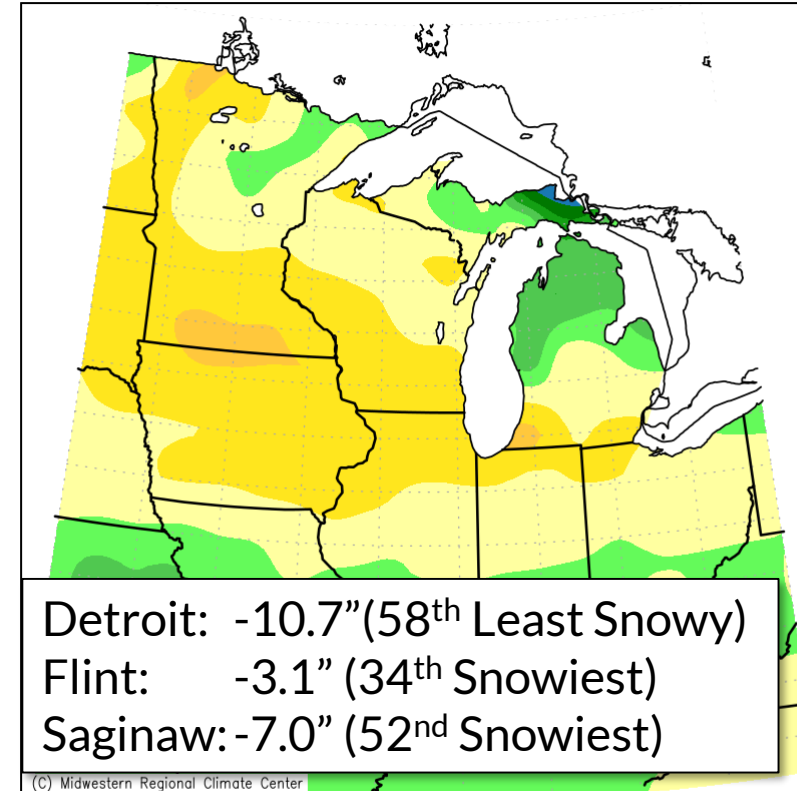 Detroit: -10.7”(58th Least Snowy)
Flint: -3.1” (34th Snowiest)
Saginaw: -7.0” (52nd Snowiest)
(C) Midwestern Regional Climate Center